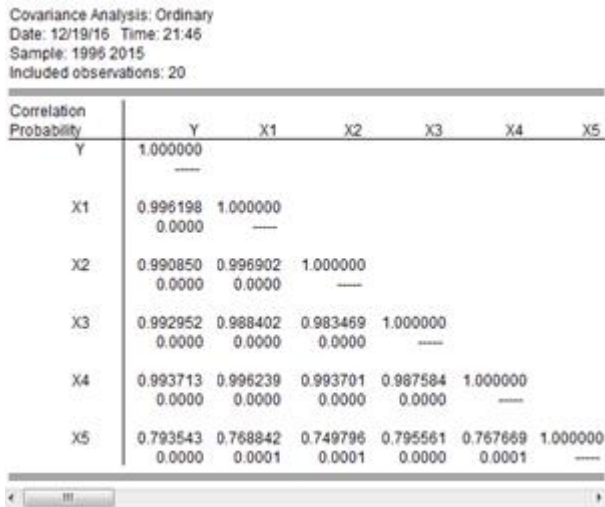 Covariance Analysis: Ordinary
Date: 12/19/16 Time: 21:46
Sample: 1996 2015
Included observations: 20
Correlation
Probability Y X1 X2 X3 X4 X5
Y 1.000000
-----
X1 0.996198 1.000000
0.0000 -----
X2 0.990850 0.996902 1.000000
0.0000 0.0000 -----
X3 0.992952 0.988402 0.983469 1.000000
0.0000 0.0000 0.0000 -----
X4 0.993713 0.996239 0.993701 0.987584 1.000000
0.0000 0.0000 0.0000 0.0000 -----
X5 0.793543 0.768842 0.749796 0.795561 0.767669 1.000000
0.0000 0.0001 0.0001 0.0000 0.0001 -----